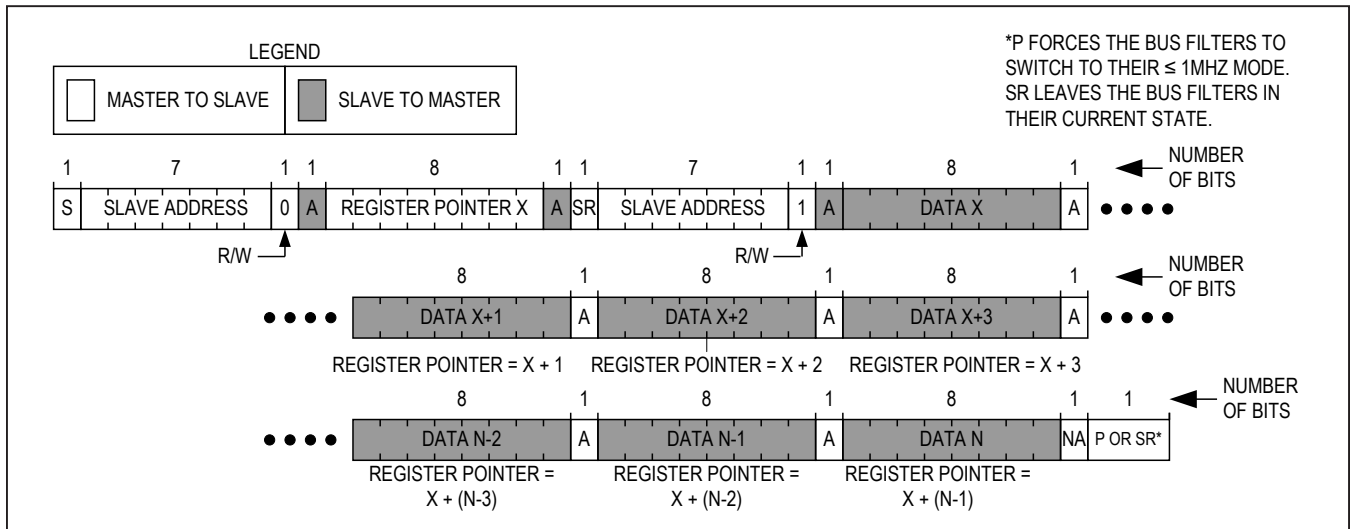 LEGEND
MASTER TO SLAVE SLAVE TO MASTER
*P FORCES THE BUS FILTERS TO
SWITCH TO THEIR ≤ 1MHZ MODE.
SR LEAVES THE BUS FILTERS IN
THEIR CURRENT STATE.
1 7 1 1 8 1 1 7 1 1 8 1 NUMBER
OF BITS
S SLAVE ADDRESS 0 A REGISTER POINTER X A SR SLAVE ADDRESS 1 A DATA X A
R/W R/W
8 1 8 1 8 1 NUMBER
OF BITS
DATA X+1 A DATA X+2 A DATA X+3 A
REGISTER POINTER = X + 1 REGISTER POINTER = X + 2 REGISTER POINTER = X + 3
8 1 8 1 8 1 1 NUMBER
OF BITS
DATA N-2 A DATA N-1 A DATA N NA P OR SR*
REGISTER POINTER = REGISTER POINTER = REGISTER POINTER =
X + (N-3) X + (N-2) X + (N-1)